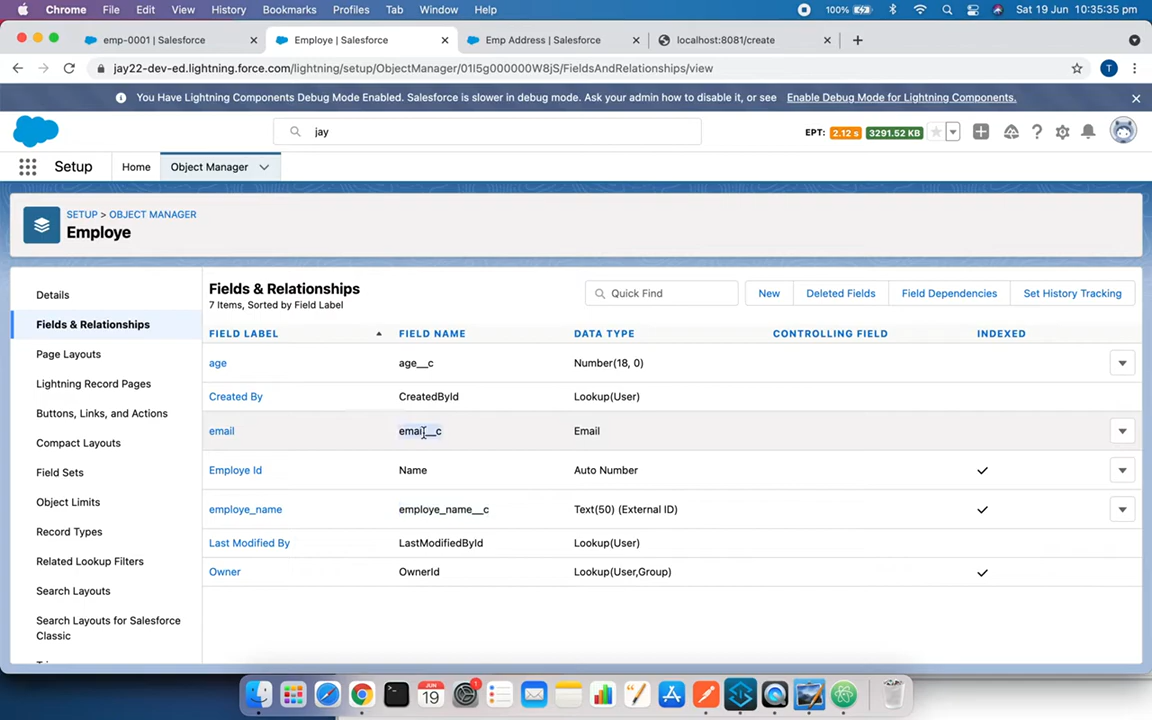 Chrome File Edit View History Bookmarks Profiles Tab Window Help 100% Sat 19 Jun 10:35:35 pm
emp-0001 | Salesforce Employe | Salesforce Emp Address | Salesforce localhost:8081/create
jay22-dev-ed.lightning.force.com/lightning/setup/ObjectManager/01I5g000000W8jS/FieldsAndRelationships/view T
You Have Lightning Components Debug Mode Enabled. Salesforce is slower in debug mode. Ask your admin how to disable it, or see Enable Debug Mode for Lightning Components.
jay EPT: 2.12 s 3291.52 KB
Setup Home Object Manager
SETUP > OBJECT MANAGER
Employe
Details
Fields & Relationships
Page Layouts
Lightning Record Pages
Buttons, Links, and Actions
Compact Layouts
Field Sets
Object Limits
Record Types
Related Lookup Filters
Search Layouts
Search Layouts for Salesforce
Classic
Fields & Relationships
7 Items, Sorted by Field Label
Quick Find New Deleted Fields Field Dependencies Set History Tracking
FIELD LABEL FIELD NAME DATA TYPE CONTROLLING FIELD INDEXED
age age__c Number(18, 0)
Created By CreatedById Lookup(User)
email email__c Email
Employe Id Name Auto Number
employe_name employe_name__c Text(50) (External ID)
Last Modified By LastModifiedById Lookup(User)
Owner OwnerId Lookup(User,Group)
JUN
19
1